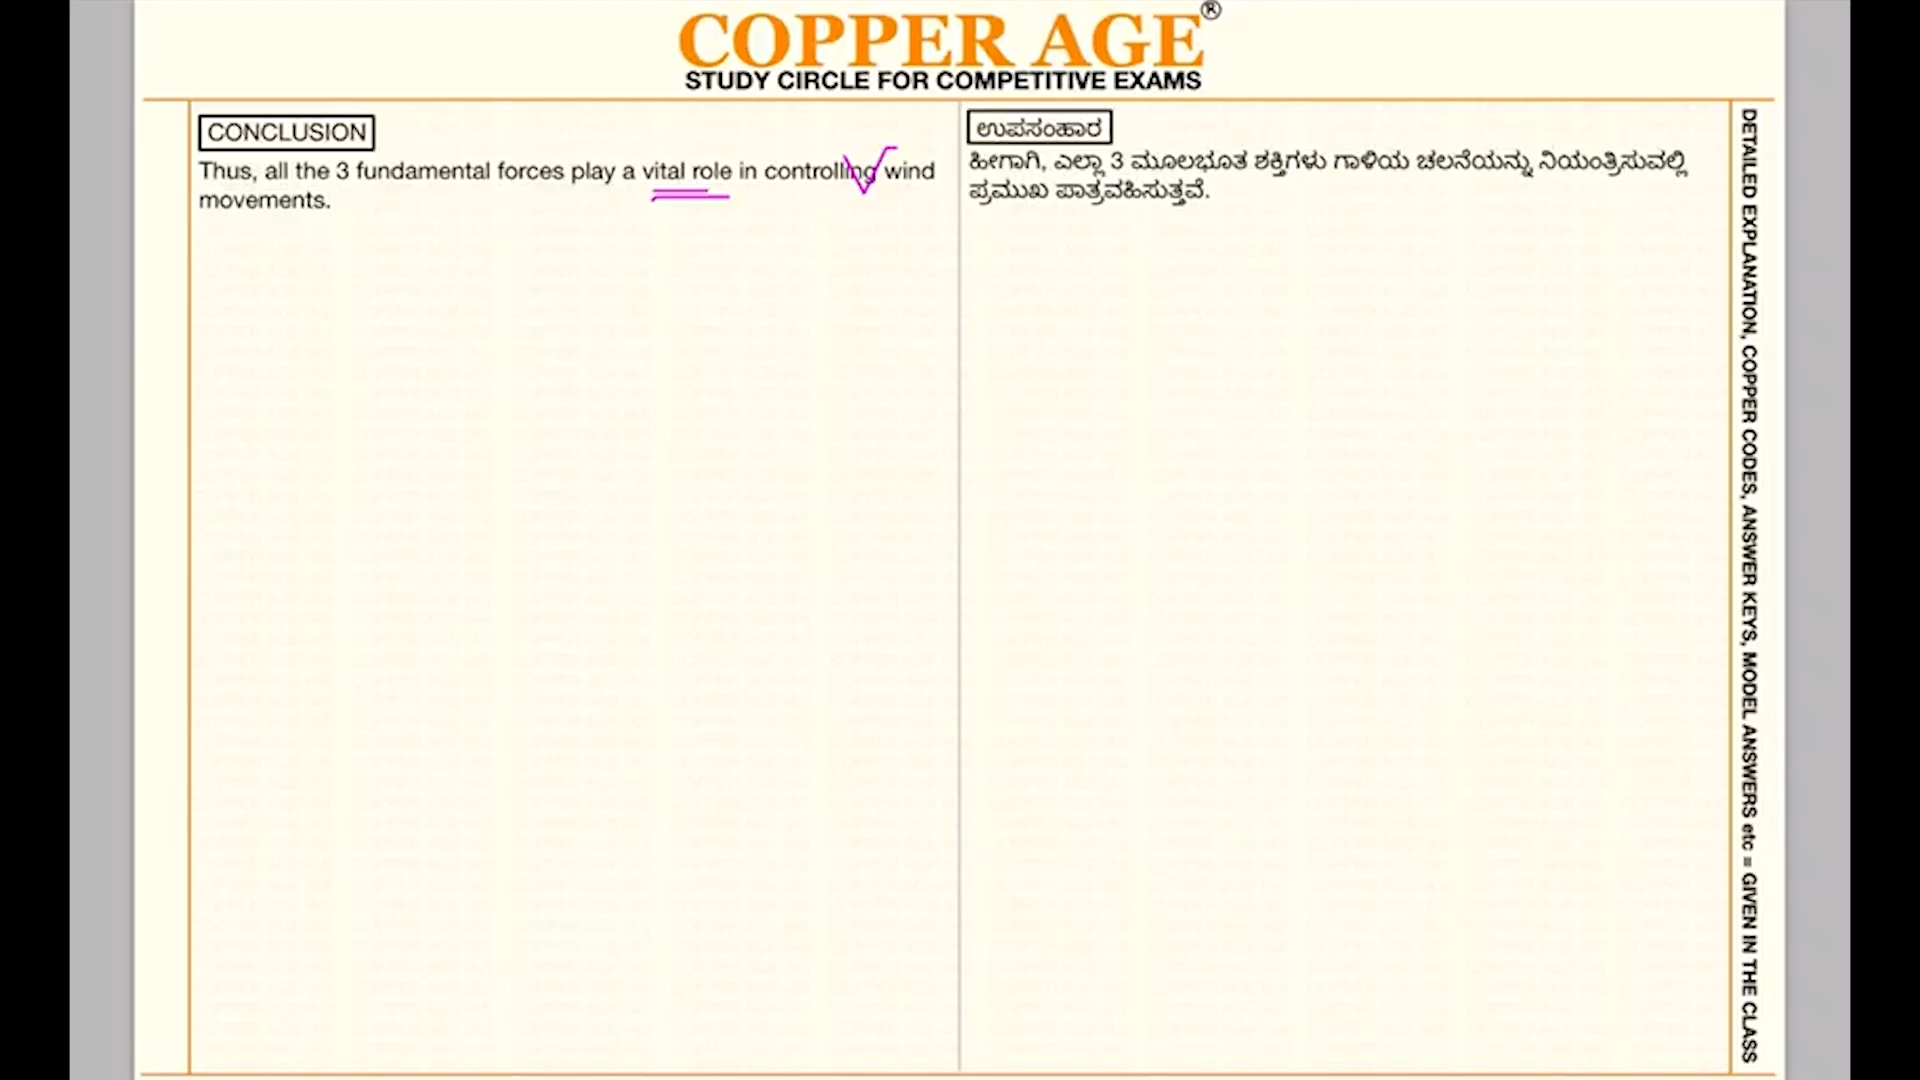 COPPER AGE®
STUDY CIRCLE FOR COMPETITIVE EXAMS
CONCLUSION
Thus, all the 3 fundamental forces play a vital role in controlling wind
movements.
ಉಪಸಂಹಾರ
ಹೀಗಾಗಿ, ಎಲ್ಲಾ 3 ಮೂಲಭೂತ ಶಕ್ತಿಗಳು ಗಾಳಿಯ ಚಲನೆಯನ್ನು ನಿಯಂತ್ರಿಸುವಲ್ಲಿ
ಪ್ರಮುಖ ಪಾತ್ರವಹಿಸುತ್ತವೆ.
DETAILED EXPLANATION, COPPER CODES, ANSWER KEYS, MODEL ANSWERS etc = GIVEN IN THE CLASS